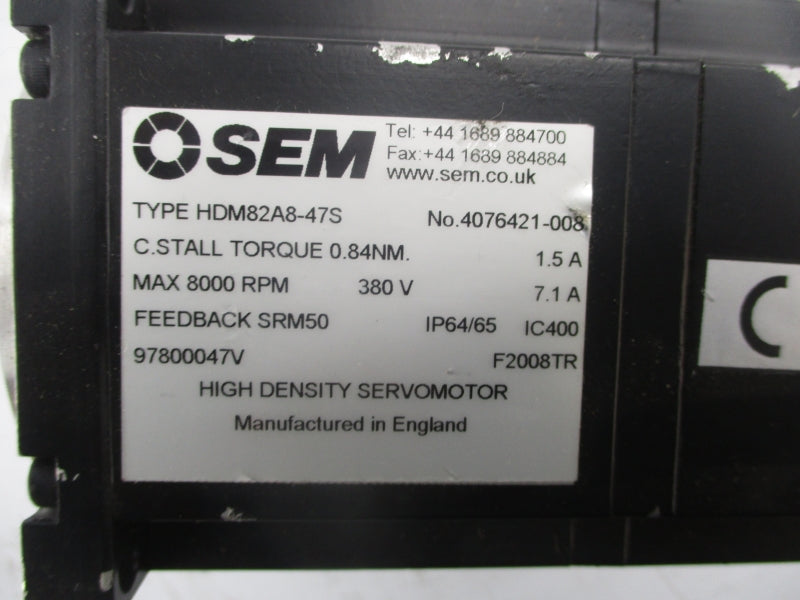 SEM
Tel: +44 1689 884700
Fax:+44 1689 884884
www.sem.co.uk
TYPE HDM82A8-47S No.4076421-008
C.STALL TORQUE 0.84NM. 1.5 A
MAX 8000 RPM 380 V 7.1 A
FEEDBACK SRM50 IP64/65 IC400
97800047V F2008TR
HIGH DENSITY SERVOMOTOR
Manufactured in England
C